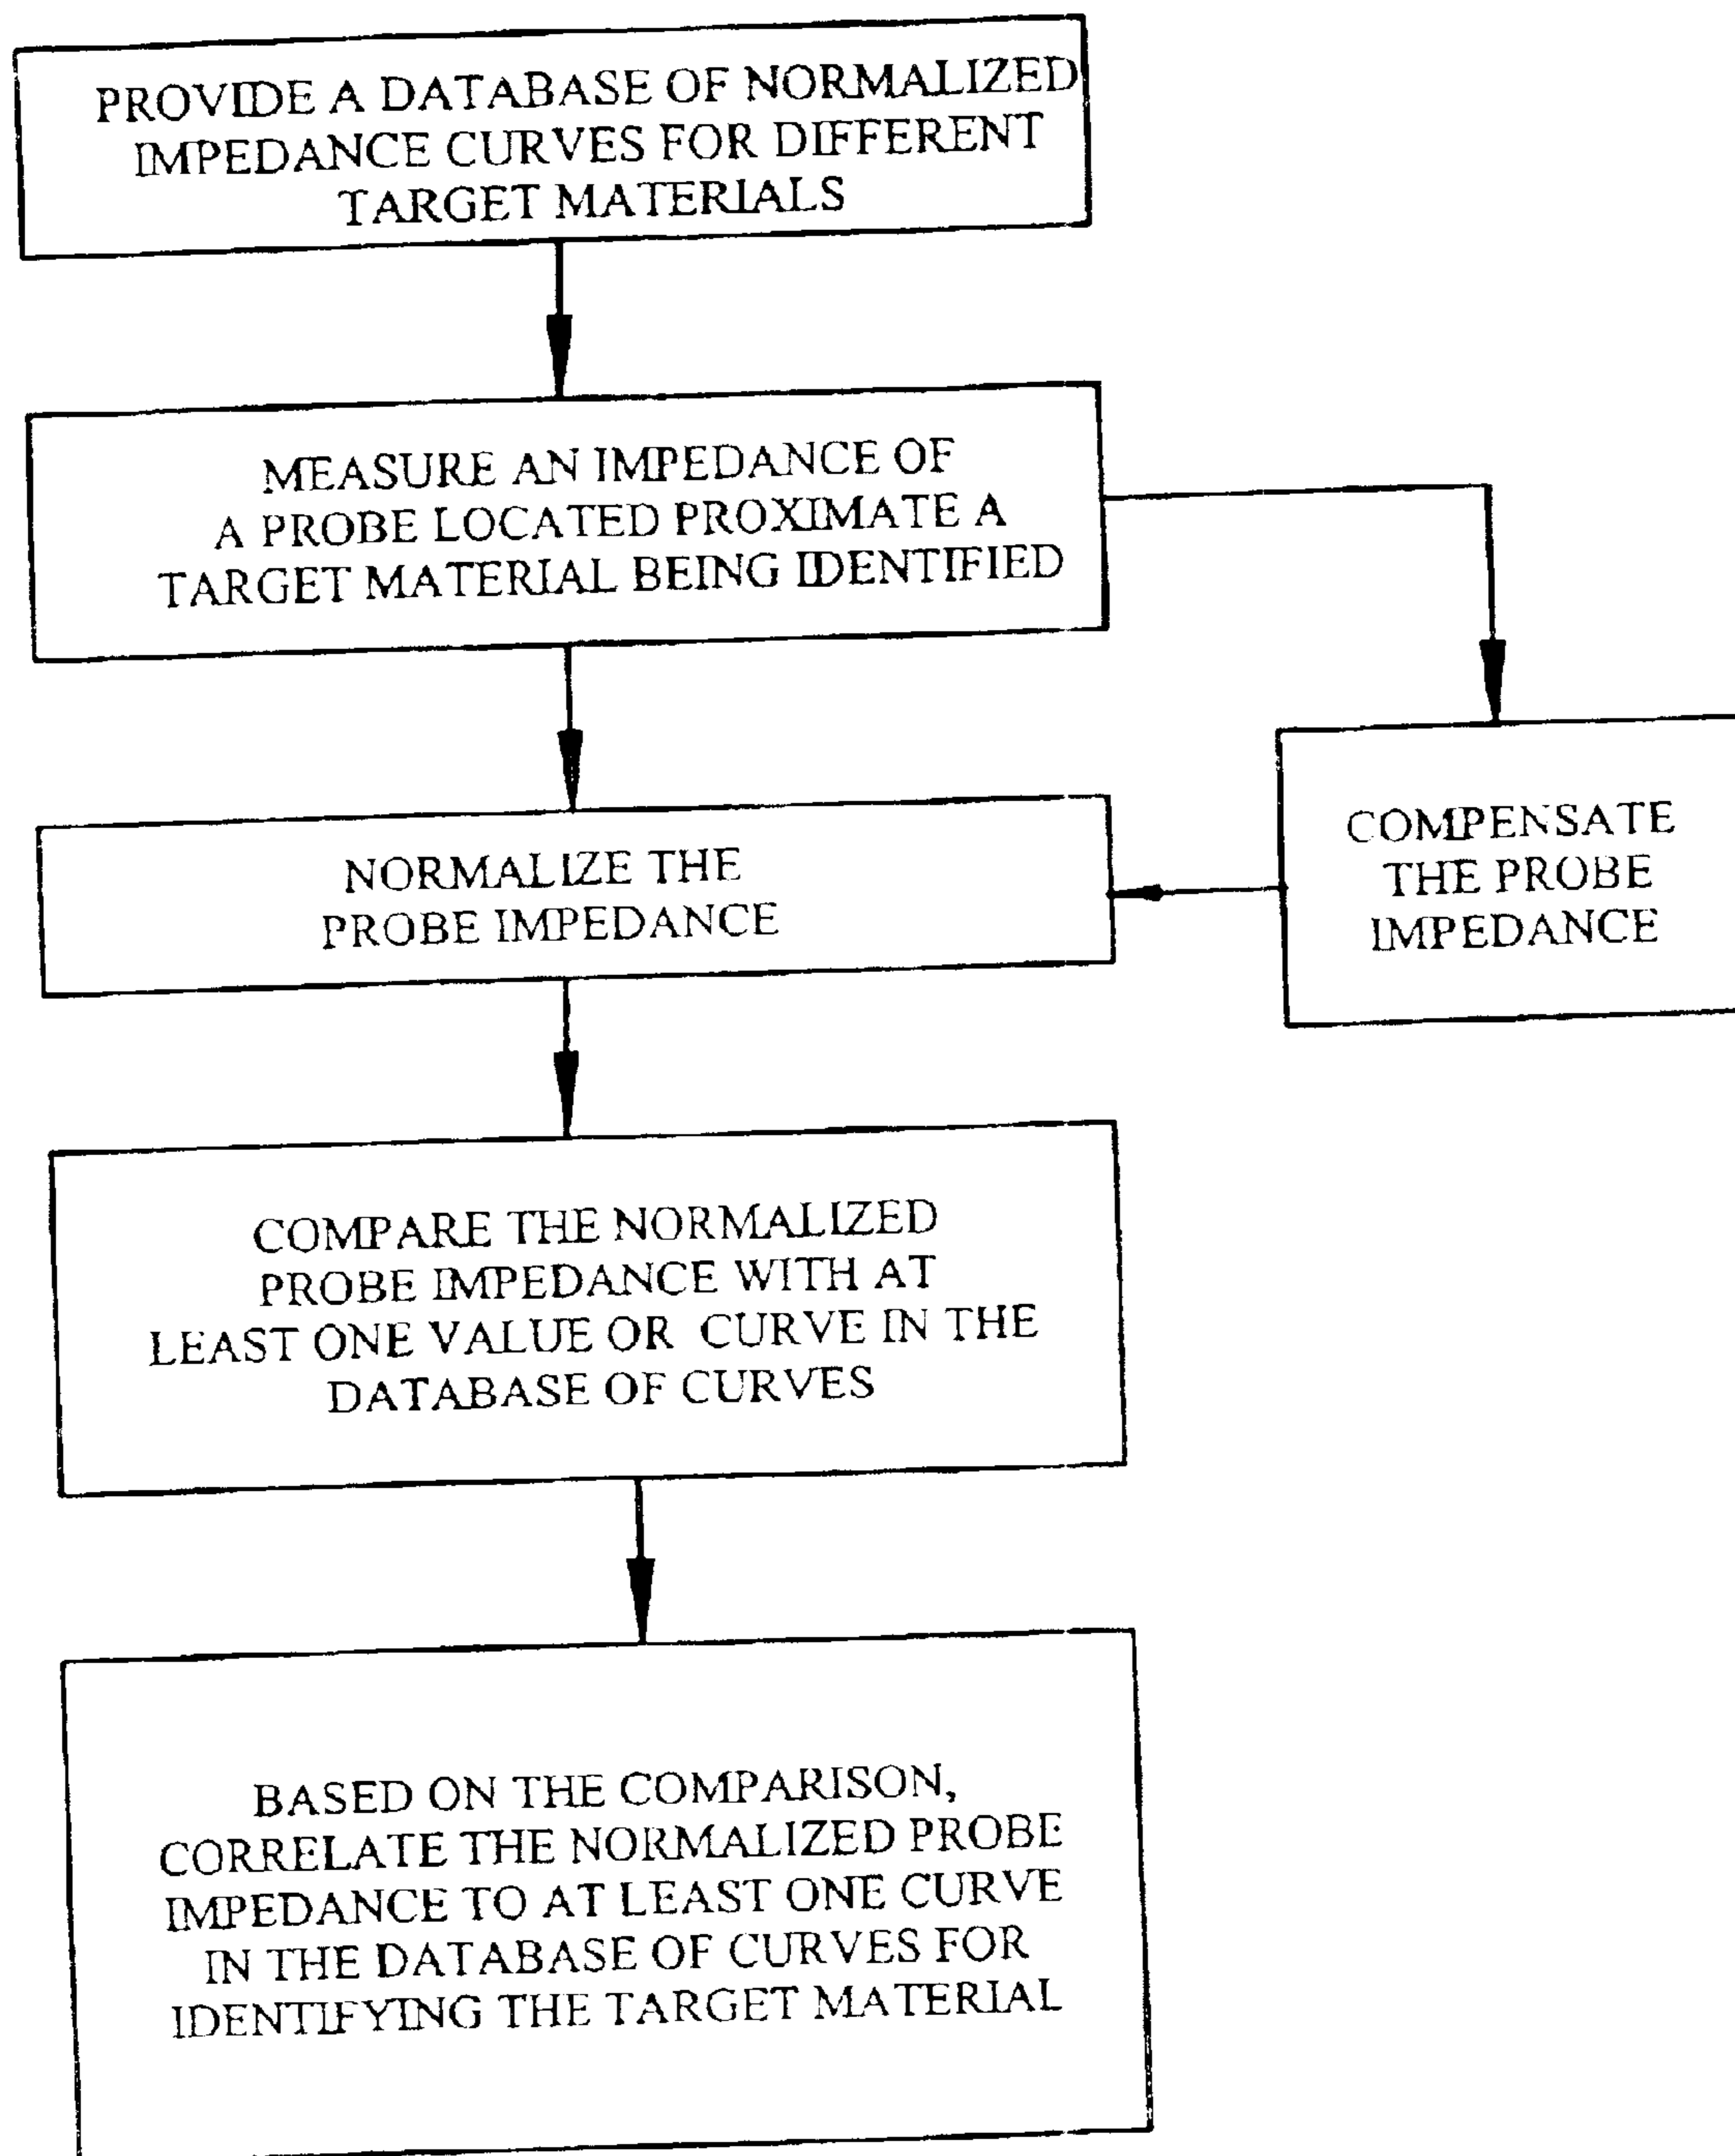 PROVIDE A DATABASE OF NORMALIZED
IMPEDANCE CURVES FOR DIFFERENT
TARGET MATERIALS
MEASURE AN IMPEDANCE OF
A PROBE LOCATED PROXIMATE A
TARGET MATERIAL BEING IDENTIFIED
NORMALIZE THE
PROBE IMPEDANCE
COMPENSATE
THE PROBE
IMPEDANCE
COMPARE THE NORMALIZED
PROBE IMPEDANCE WITH AT
LEAST ONE VALUE OR CURVE IN THE
DATABASE OF CURVES
BASED ON THE COMPARISON,
CORRELATE THE NORMALIZED PROBE
IMPEDANCE TO AT LEAST ONE CURVE
IN THE DATABASE OF CURVES FOR
IDENTIFYING THE TARGET MATERIAL